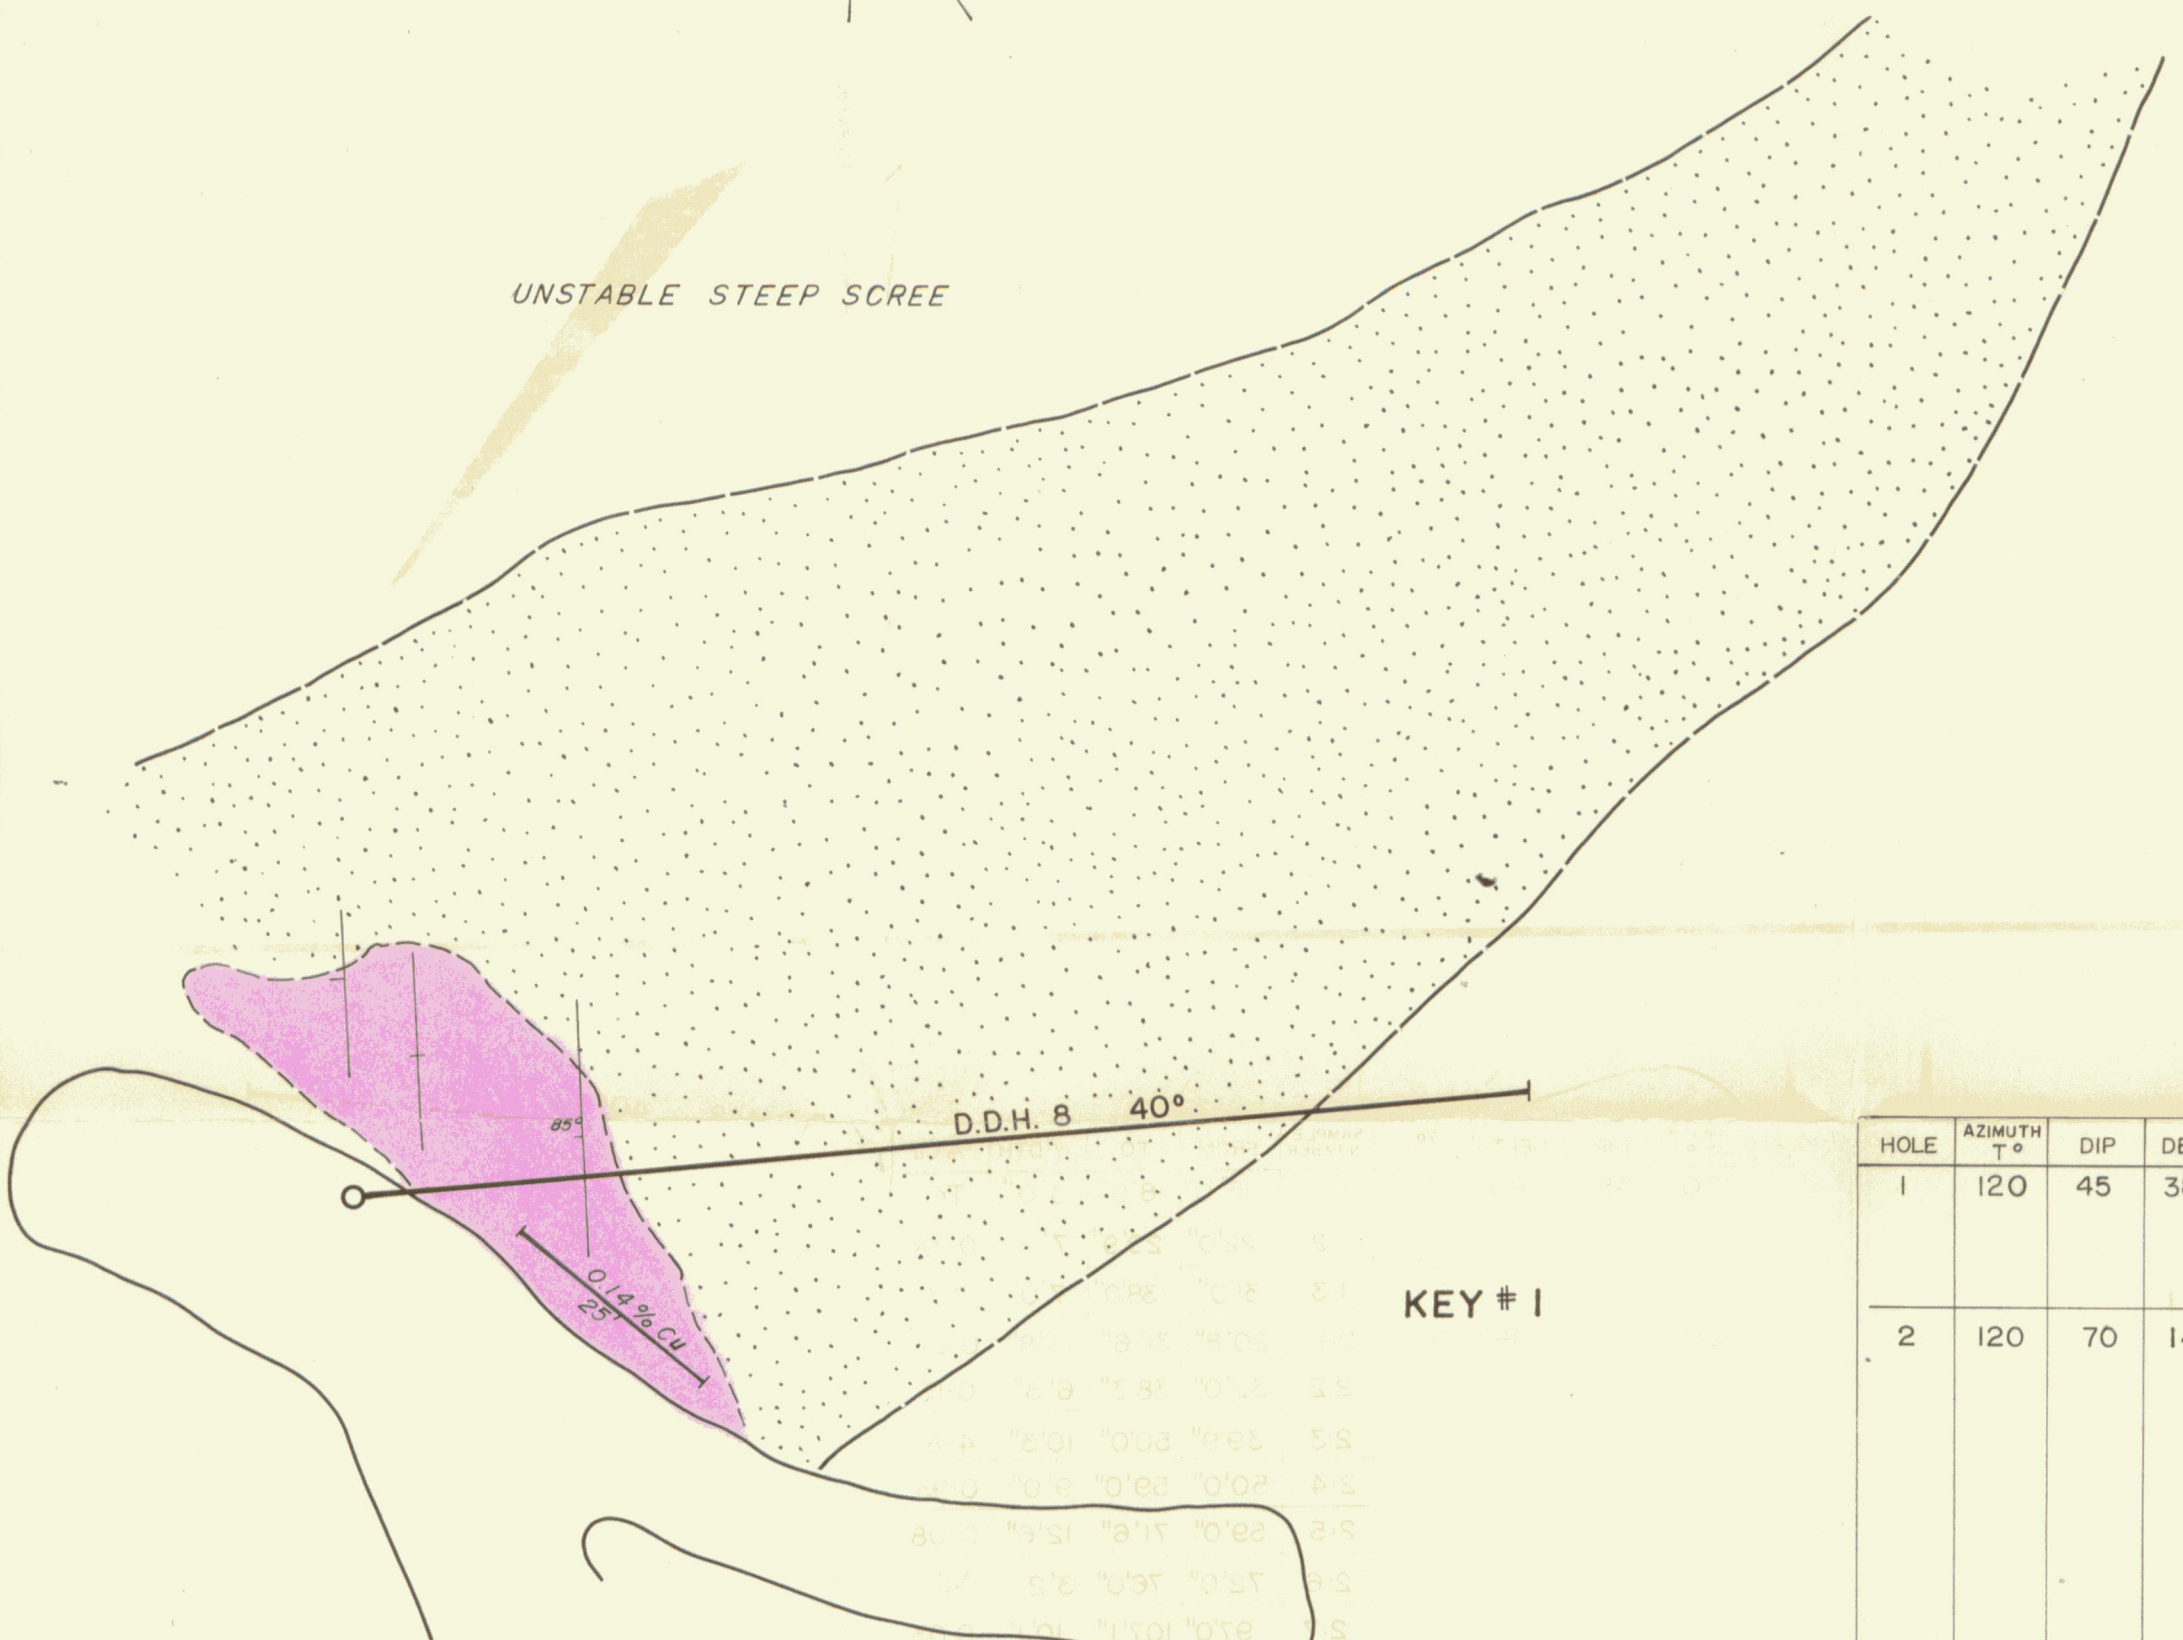 UNSTABLE STEEP SCREE
85°
D.D.H. 8 40°
0.14 % Cu
25'
KEY # 1
HOLE AZIMUTH T° DIP
1 120 45
2 120 70